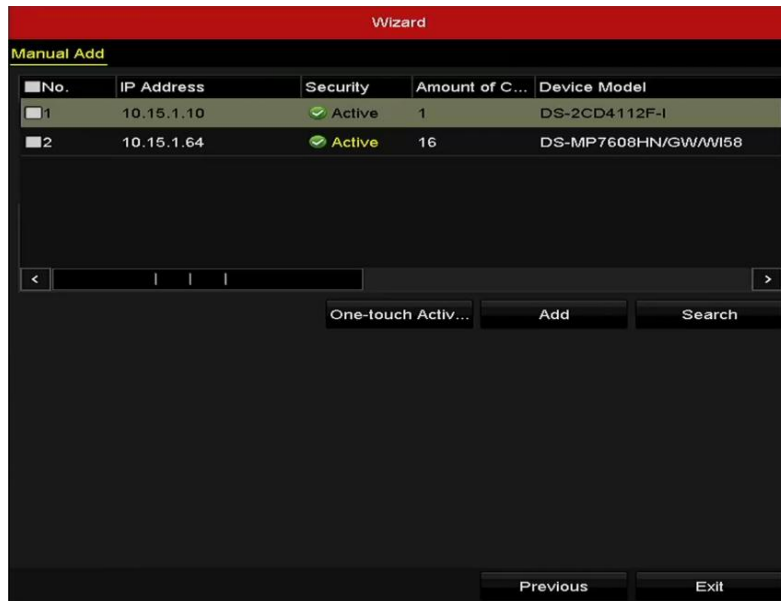 Wizard
Manual Add
No. IP Address Security Amount of C... Device Model
1 10.15.1.10 Active 1 DS-2CD4112F-I
2 10.15.1.64 Active 16 DS-MP7608HN/GW/WI58
< >
One-touch Activ... Add Search
Previous Exit